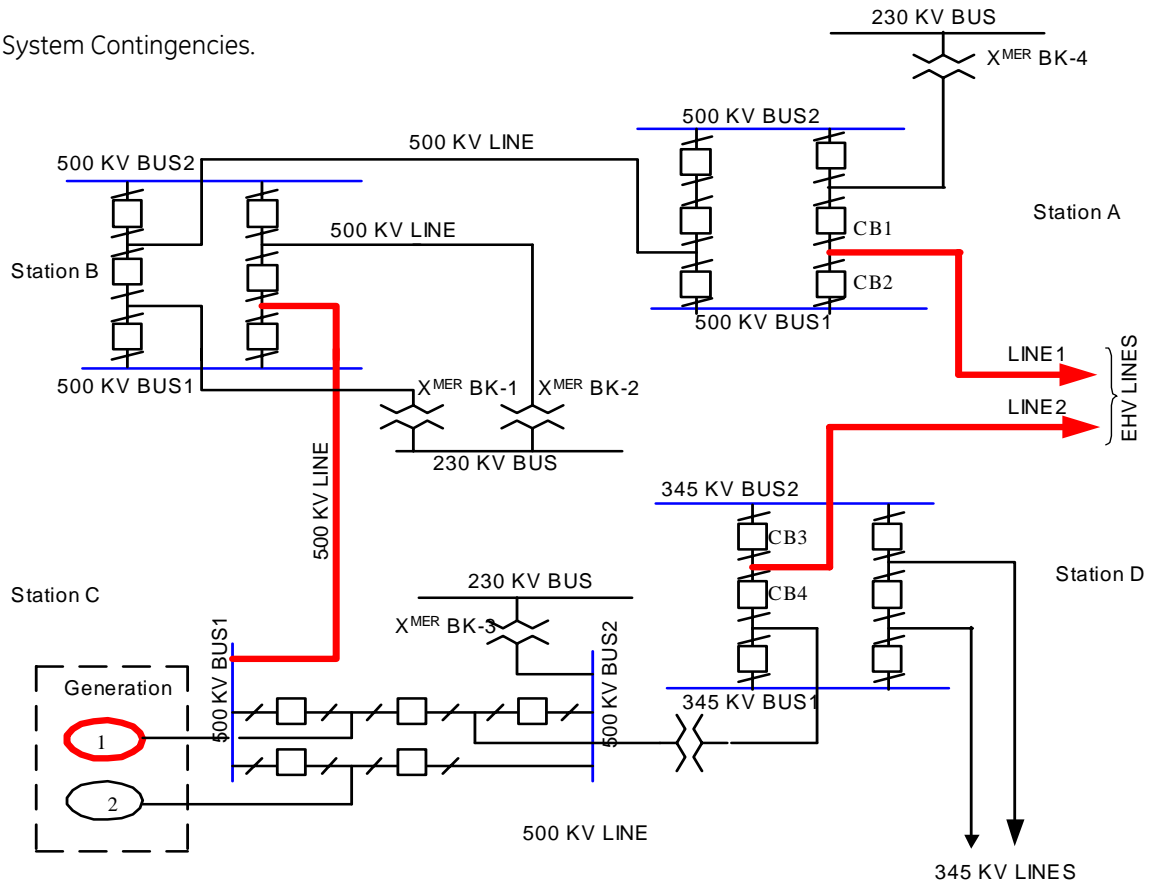 System Contingencies.
230 KV BUS
XMER BK-4
500 KV BUS2
500 KV LINE
500 KV BUS2
Station A
CB1
500 KV LINE
Station B
CB2
500 KV BUS1
LINE1
EHV LINES
500 KV BUS1
XMER BK-1
XMER BK-2
LINE2
230 KV BUS
345 KV BUS2
500 KV LINE
CB3
Station D
230 KV BUS
Station C
CB4
XMER BK-3
500 KV BUS1
500 KV BUS2
Generation
345 KV BUS1
1
2
500 KV LINE
345 KV LINES